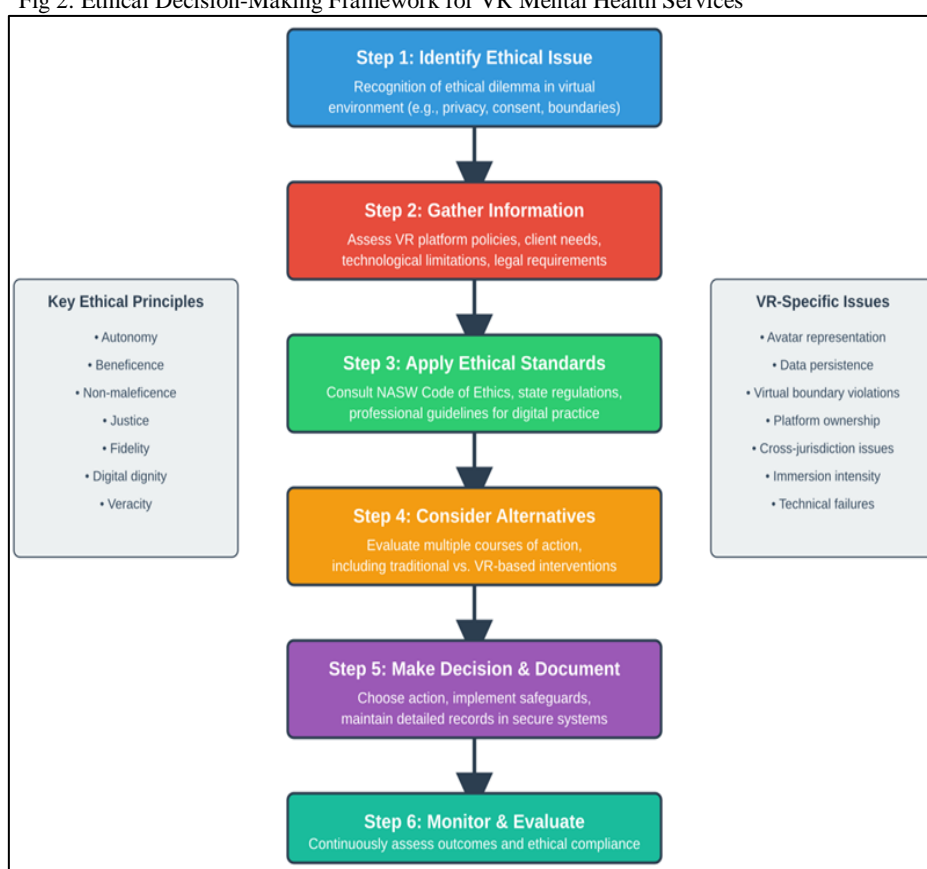 Fig 2: Ethical Decision-Making Framework for VR Mental Health Services
Step 1: Identify Ethical Issue
Recognition of ethical dilemma in virtual
environment (e.g., privacy, consent, boundaries)
Step 2: Gather Information
Assess VR platform policies, client needs,
technological limitations, legal requirements
Key Ethical Principles
• Autonomy
• Beneficence
• Non-maleficence
• Justice
• Fidelity
• Digital dignity
• Veracity
Step 3: Apply Ethical Standards
Consult NASW Code of Ethics, state regulations,
professional guidelines for digital practice
VR-Specific Issues
• Avatar representation
• Data persistence
• Virtual boundary violations
• Platform ownership
• Cross-jurisdiction issues
• Immersion intensity
• Technical failures
Step 4: Consider Alternatives
Evaluate multiple courses of action,
including traditional vs. VR-based interventions
Step 5: Make Decision & Document
Choose action, implement safeguards,
maintain detailed records in secure systems
Step 6: Monitor & Evaluate
Continuously assess outcomes and ethical compliance